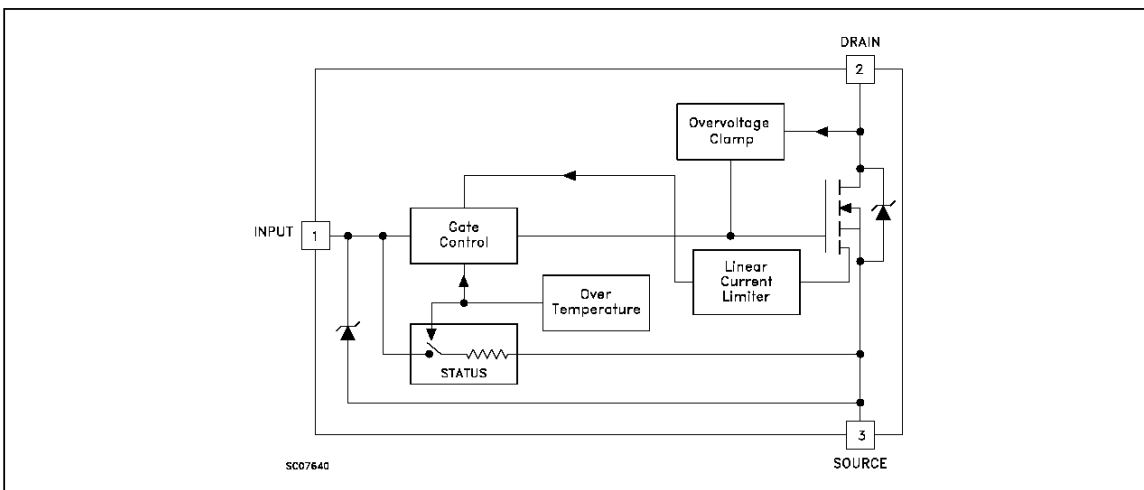 DRAIN
2
Overvoltage
Clamp
INPUT
1
Gate
Control
Linear
Current
Limiter
Over
Temperature
STATUS
3
SC07640
SOURCE